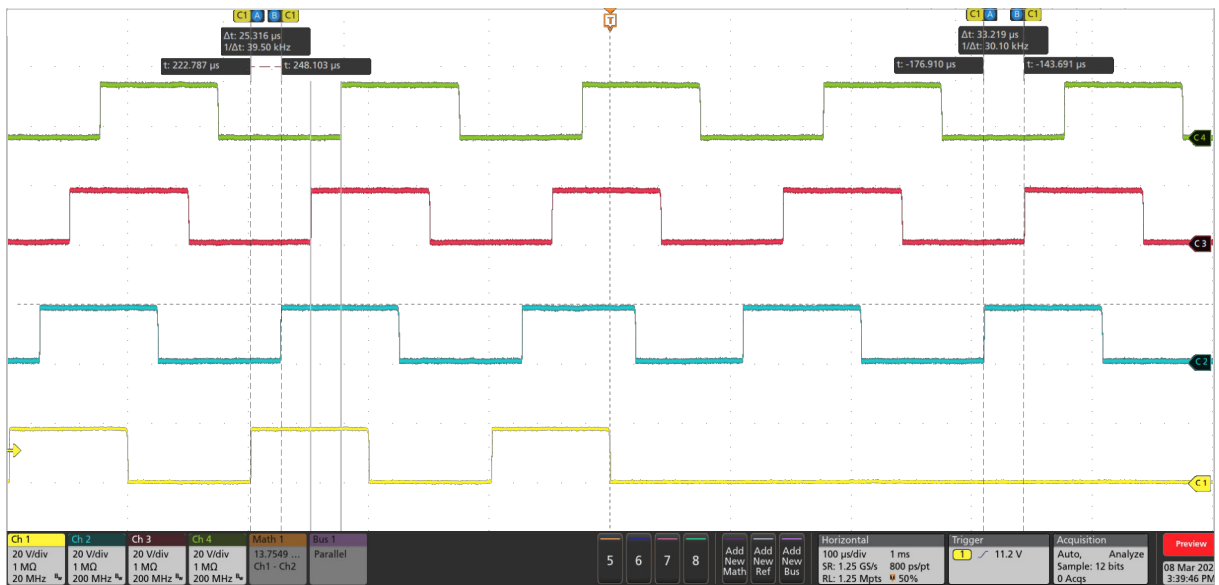 C1 A B C1
Δt: 25.316 µs
1/Δt: 39.50 kHz
t: 222.787 µs
t: 248.103 µs
T
C1 A B C1
Δt: 33.219 µs
1/Δt: 30.10 kHz
t: -176.910 µs
t: -143.691 µs
C4
C3
C2
C1
Ch 1
20 V/div
1 MΩ
20 MHz Bw
Ch 2
20 V/div
1 MΩ
200 MHz Bw
Ch 3
20 V/div
1 MΩ
200 MHz Bw
Ch 4
20 V/div
1 MΩ
200 MHz Bw
Math 1
13.7549 ...
Ch1 - Ch2
Bus 1
Parallel
5
6
7
8
Add
New
Math
Add
New
Ref
Add
New
Bus
Horizontal
100 µs/div 1 ms
SR: 1.25 GS/s 800 ps/pt
RL: 1.25 Mpts 50%
Trigger
1 11.2 V
Acquisition
Auto, Analyze
Sample: 12 bits
0 Acqs
Preview
08 Mar 202
3:39:46 PM